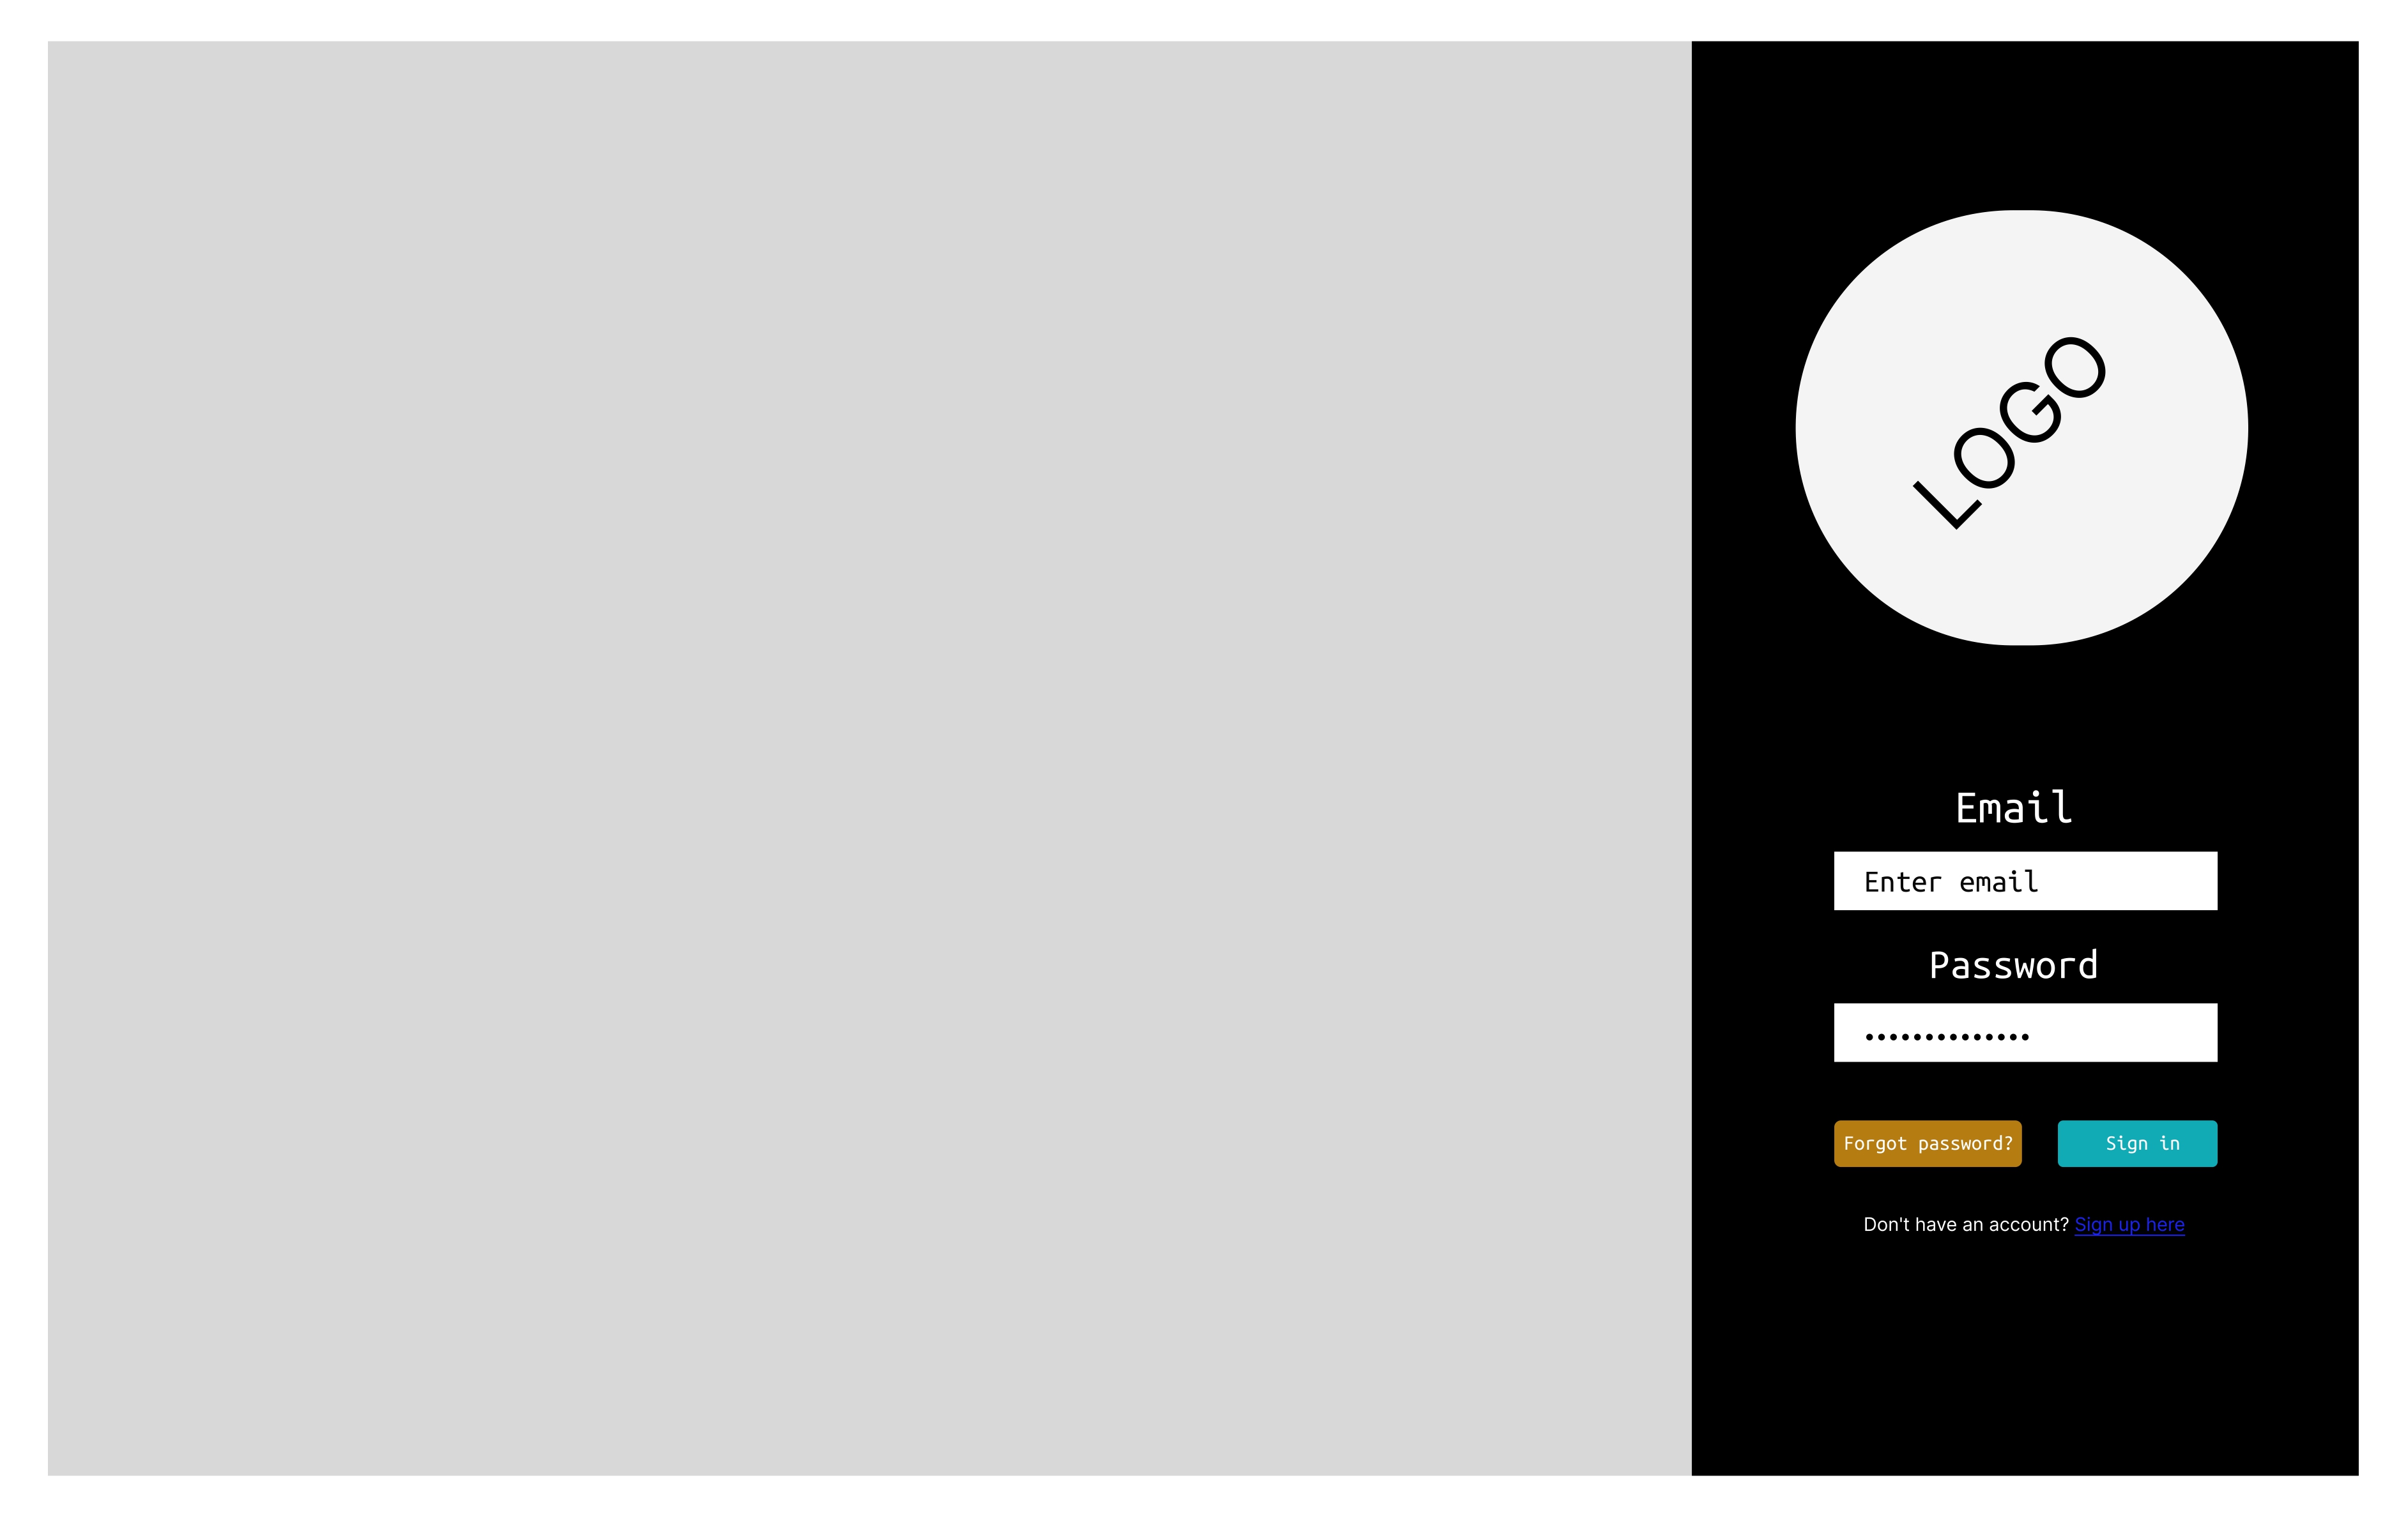 LOGO
Email
Enter email
Password
••••••••••••••
Forgot password? Sign in
Don't have an account? Sign up here